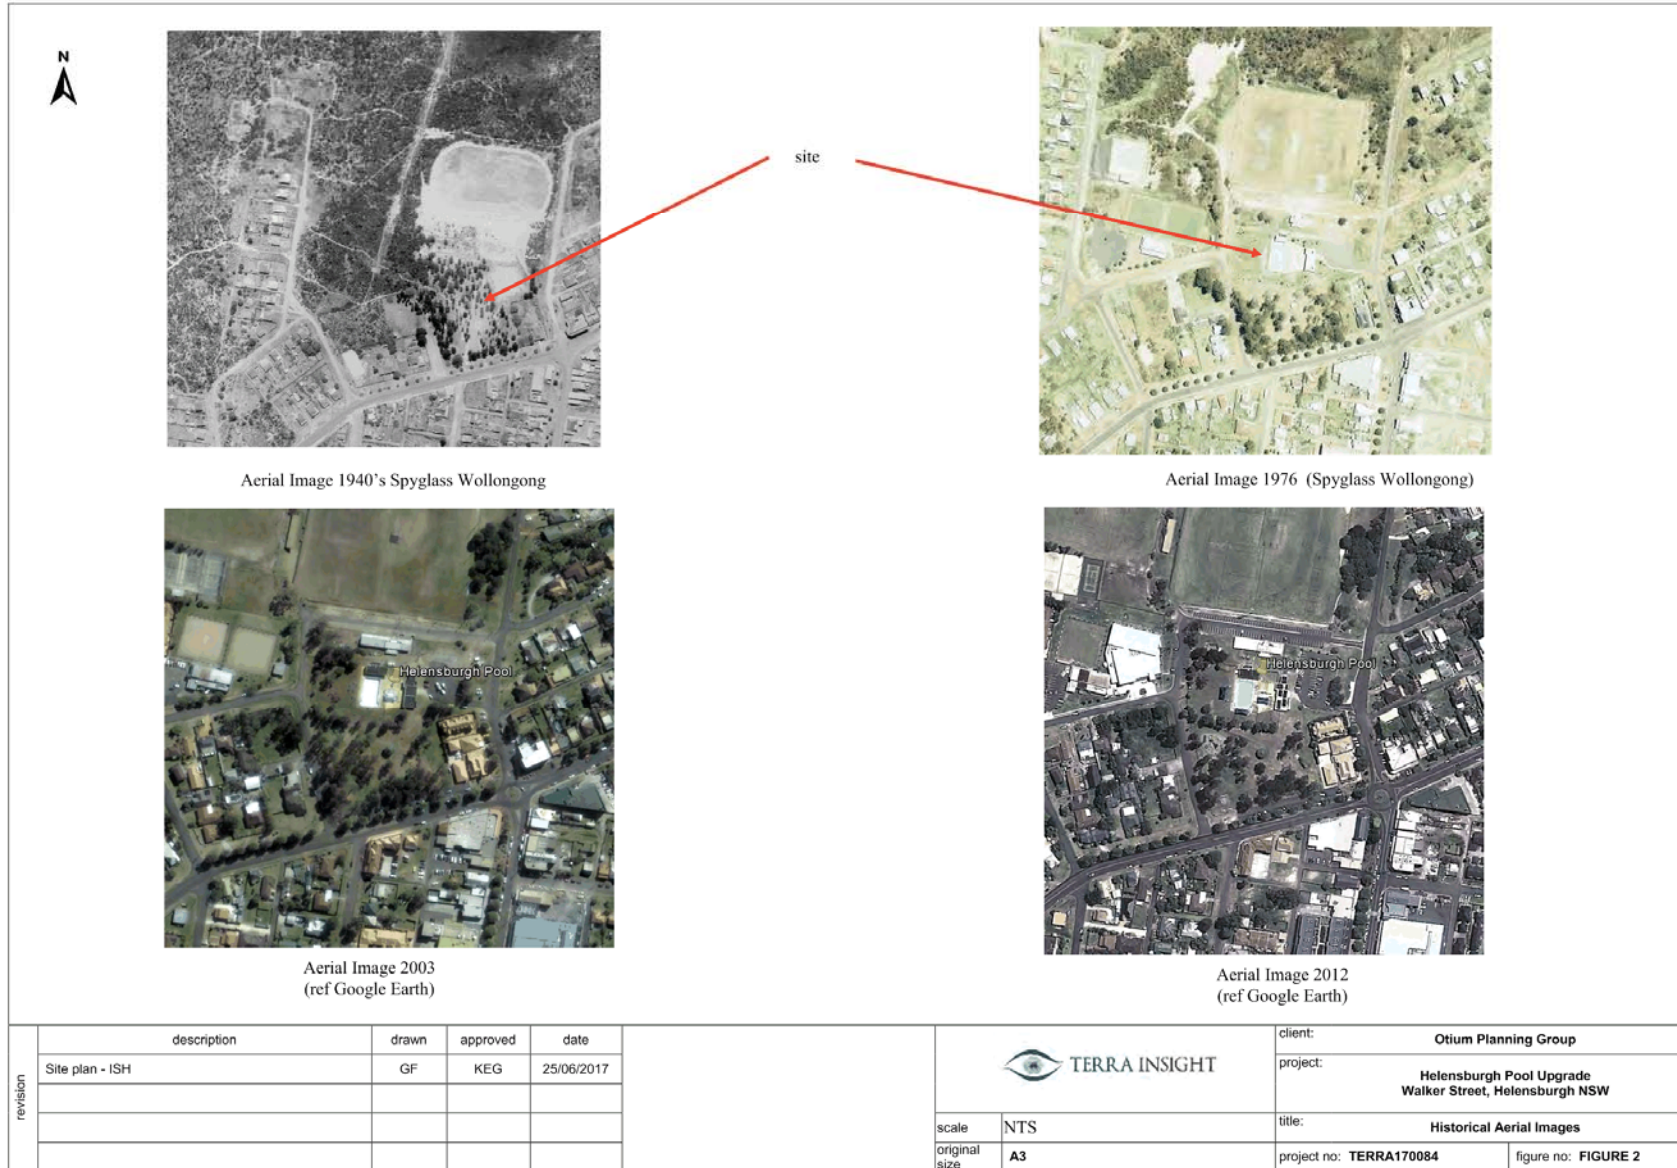 N
site
Aerial Image 1940's Spyglass Wollongong
Aerial Image 1976 (Spyglass Wollongong)
Helensburgh Pool
Helensburgh Pool
Aerial Image 2003
(ref Google Earth)
Aerial Image 2012
(ref Google Earth)
revision
description drawn approved date
Site plan - ISH GF KEG 25/06/2017
TERRA INSIGHT
scale NTS
original
size
A3
client: Otium Planning Group
project:
Helensburgh Pool Upgrade
Walker Street, Helensburgh NSW
title: Historical Aerial Images
project no: TERRA170084 figure no: FIGURE 2